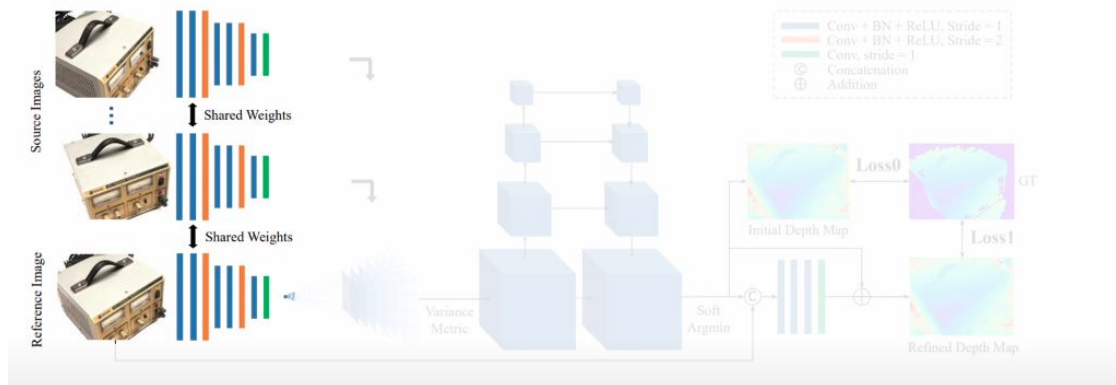 Source Images
Shared Weights
Shared Weights
Reference Image
Variance
Metric
Soft
Argmin
Conv + BN + ReLU, Stride = 1
Conv + BN + ReLU, Stride = 2
Conv, stride = 1
C Concatenation
Addition
Loss0
GT
Initial Depth Map
Loss1
C
Refined Depth Map